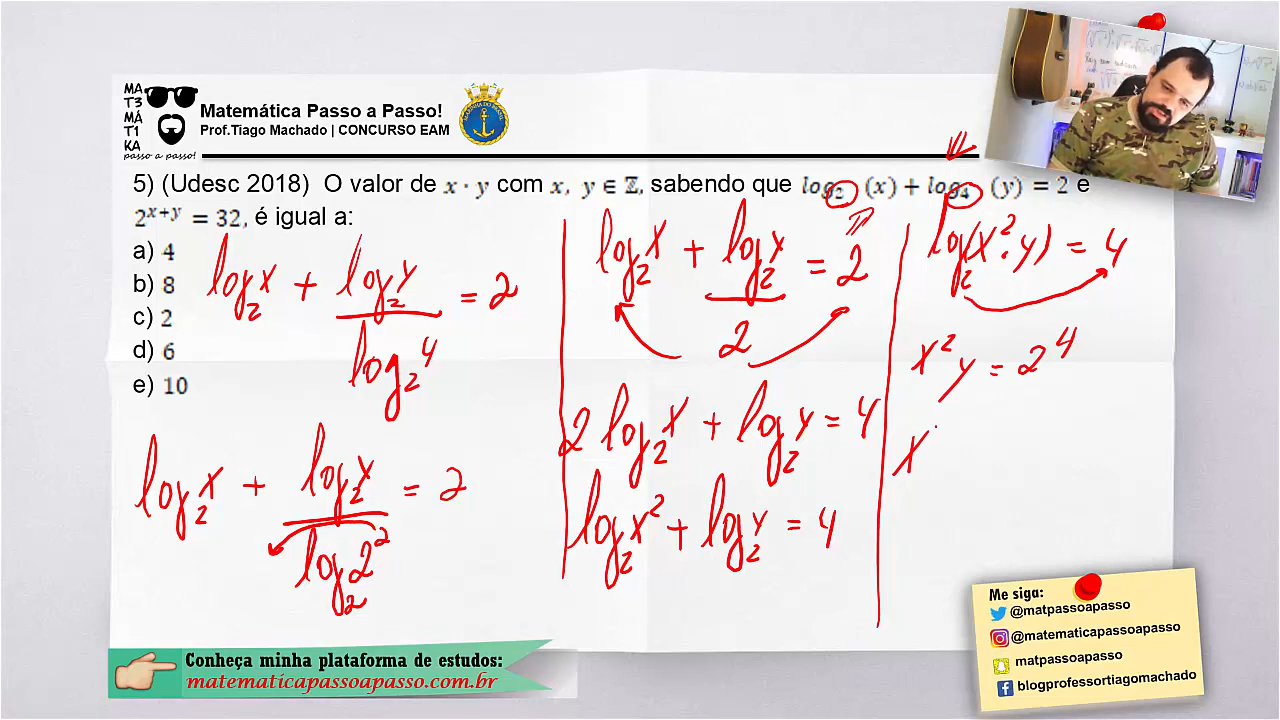 MA
T3
MÁ
T1
KA
passo a passo!
Matemática Passo a Passo!
Prof.Tiago Machado | CONCURSO EAM
5) (Udesc 2018) O valor de x · y com x, y ∈ ℤ, sabendo que log₂ (x) + log₄ (y) = 2 e
2^(x+y) = 32, é igual a:
a) 4
b) 8
c) 2
d) 6
e) 10
log₂ x + log₂ y / log₂ 4 = 2
log₂ x + log₂ y / log₂ 2² = 2
log₂ x + log₂ y / 2 = 2
2 log₂ x + log₂ y = 4
log₂ x² + log₂ y = 4
log₂ (x² · y) = 4
x² y = 2⁴
x
Conheça minha plataforma de estudos:
matematicapassoapasso.com.br
Me siga:
@matpassoapasso
@matematicapassoapasso
matpassoapasso
blogprofessortiagomachado